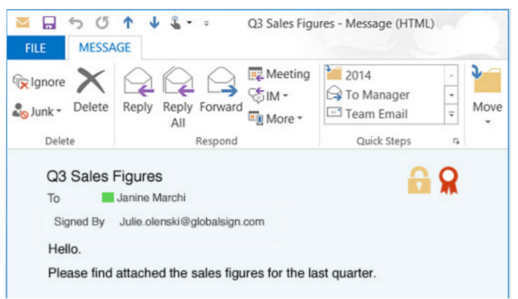 Q3 Sales Figures - Message (HTML)
FILE MESSAGE
Ignore
Junk
Delete
Reply
Reply All
Forward
Meeting
IM
More
2014
To Manager
Team Email
Move
Delete Respond Quick Steps
Q3 Sales Figures
To Janine Marchi
Signed By Julie.olenski@globalsign.com
Hello.
Please find attached the sales figures for the last quarter.